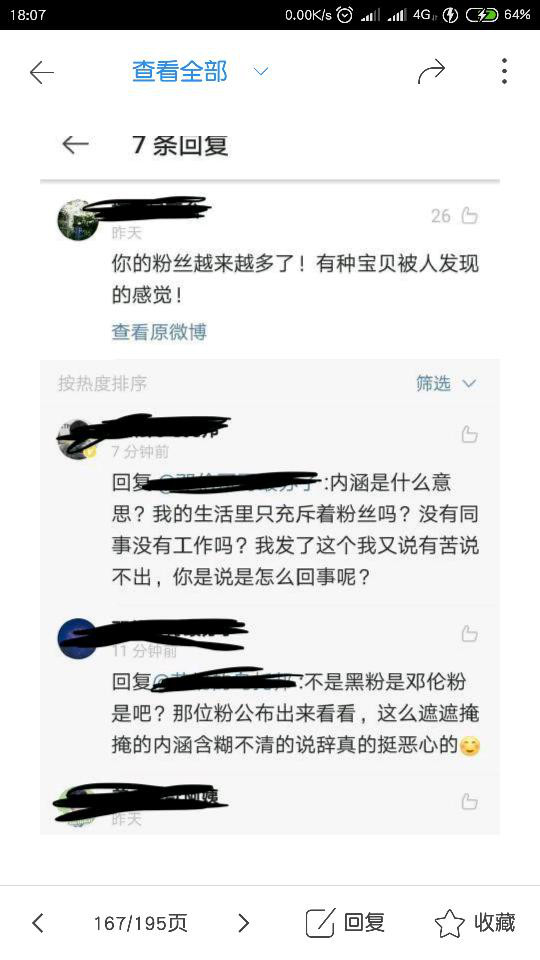 18:07
0.00K/s
4G
64%
查看全部
7 条回复
26
昨天
你的粉丝越来越多了！有种宝贝被人发现
的感觉！
查看原微博
按热度排序
筛选
7 分钟前
回复 :内涵是什么意
思？我的生活里只充斥着粉丝吗？没有同
事没有工作吗？我发了这个我又说有苦说
不出，你是说是怎么回事呢？
11 分钟前
回复@ :不是黑粉是邓伦粉
是吧？那位粉公布出来看看，这么遮遮掩
掩的内涵含糊不清的说辞真的挺恶心的😊
昨天
167/195页
回复
收藏